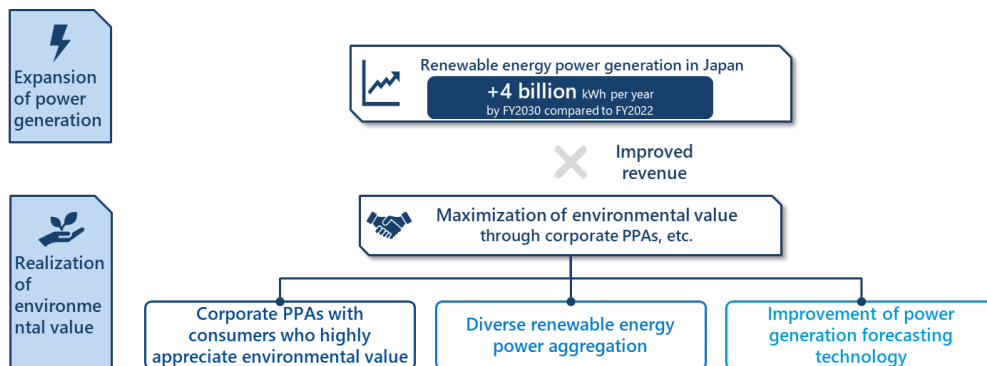 Expansion
of power
generation
Renewable energy power generation in Japan
+4 billion kWh per year
by FY2030 compared to FY2022
Improved
revenue
Realization
of
environme
ntal value
Maximization of environmental value
through corporate PPAs, etc.
Corporate PPAs with
consumers who highly
appreciate environmental value
Diverse renewable energy
power aggregation
Improvement of power
generation forecasting
technology